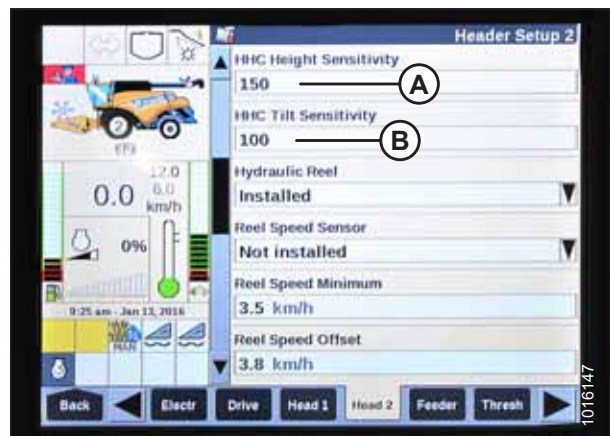 Header Setup 2
HHC Height Sensitivity
150
A
HHC Tilt Sensitivity
100
B
Hydraulic Reel
Installed
Reel Speed Sensor
Not installed
Reel Speed Minimum
3.5 km/h
Reel Speed Offset
3.8 km/h
2
12.0
6.0
0.0 km/h
0%
9:25 am - Jan 13, 2016
MAN
Back
Electr
Drive
Head 1
Head 2
Feeder
Thresh
1016147